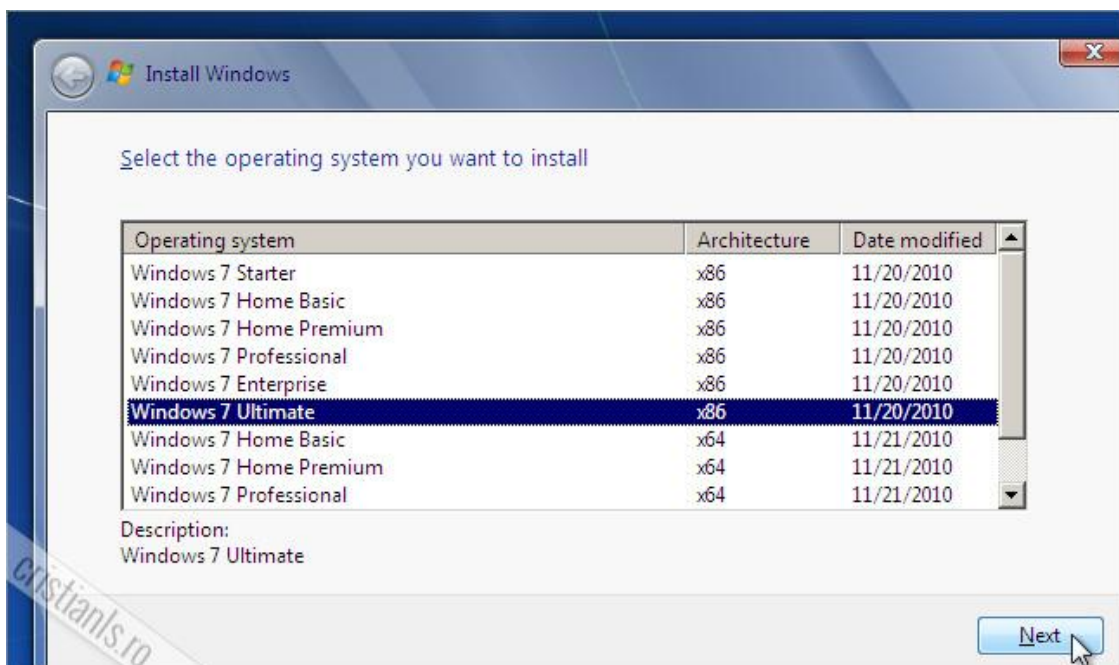 Install Windows
X
Select the operating system you want to install
Operating system Architecture Date modified
Windows 7 Starter x86 11/20/2010
Windows 7 Home Basic x86 11/20/2010
Windows 7 Home Premium x86 11/20/2010
Windows 7 Professional x86 11/20/2010
Windows 7 Enterprise x86 11/20/2010
Windows 7 Ultimate x86 11/20/2010
Windows 7 Home Basic x64 11/21/2010
Windows 7 Home Premium x64 11/21/2010
Windows 7 Professional x64 11/21/2010
Description:
Windows 7 Ultimate
cristianls.ro
Next